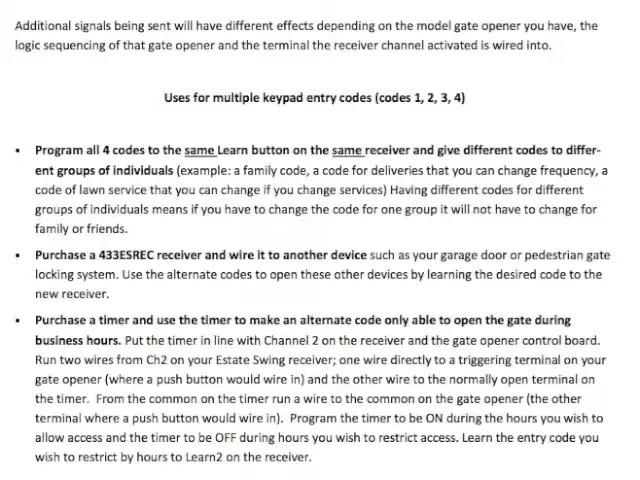 Additional signals being sent will have different effects depending on the model gate opener you have, the
logic sequencing of that gate opener and the terminal the receiver channel activated is wired into.
Uses for multiple keypad entry codes (codes 1, 2, 3, 4)
• Program all 4 codes to the same Learn button on the same receiver and give different codes to differ-
ent groups of individuals (example: a family code, a code for deliveries that you can change frequency, a
code of lawn service that you can change if you change services) Having different codes for different
groups of individuals means if you have to change the code for one group it will not have to change for
family or friends.
• Purchase a 433ESREC receiver and wire it to another device such as your garage door or pedestrian gate
locking system. Use the alternate codes to open these other devices by learning the desired code to the
new receiver.
• Purchase a timer and use the timer to make an alternate code only able to open the gate during
business hours. Put the timer in line with Channel 2 on the receiver and the gate opener control board.
Run two wires from Ch2 on your Estate Swing receiver; one wire directly to a triggering terminal on your
gate opener (where a push button would wire in) and the other wire to the normally open terminal on
the timer. From the common on the timer run a wire to the common on the gate opener (the other
terminal where a push button would wire in). Program the timer to be ON during the hours you wish to
allow access and the timer to be OFF during hours you wish to restrict access. Learn the entry code you
wish to restrict by hours to Learn2 on the receiver.